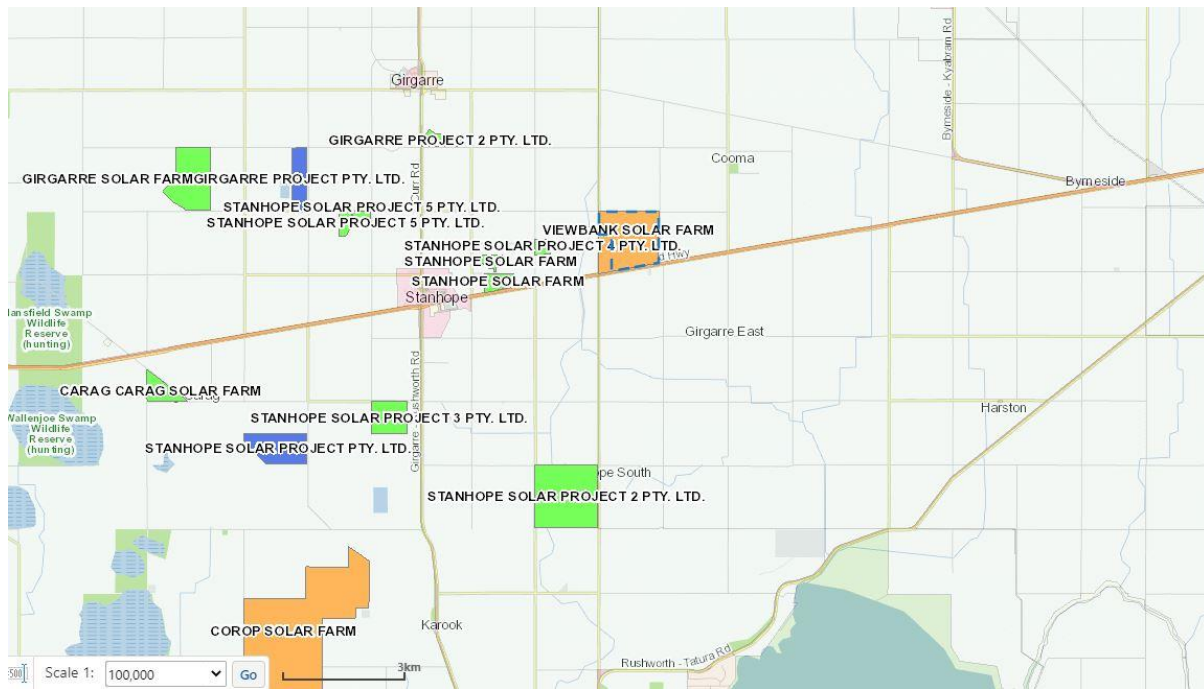 Girgarre
Byrneside - Kyabram Rd
GIRGARRE PROJECT 2 PTY. LTD.
Cooma
Byrneside
GIRGARRE SOLAR FARM
GIRGARRE PROJECT PTY. LTD.
Curr Rd
STANHOPE SOLAR PROJECT 5 PTY. LTD.
STANHOPE SOLAR PROJECT 5 PTY. LTD.
VIEWBANK SOLAR FARM
STANHOPE SOLAR PROJECT 4 PTY. LTD.
d Hwy
STANHOPE SOLAR FARM
STANHOPE SOLAR FARM
Stanhope
Mansfield Swamp
Wildlife
Reserve
(hunting)
Girgarre East
Girgarre - Rushworth Rd
CARAG CARAG SOLAR FARM
Carag
Harston
Wallenjoe Swamp
Wildlife
Reserve
(hunting)
STANHOPE SOLAR PROJECT 3 PTY. LTD.
STANHOPE SOLAR PROJECT PTY. LTD.
ope South
STANHOPE SOLAR PROJECT 2 PTY. LTD.
COROP SOLAR FARM
Karook
Rushworth - Tatura Rd
Scale 1: 100,000 Go
3km